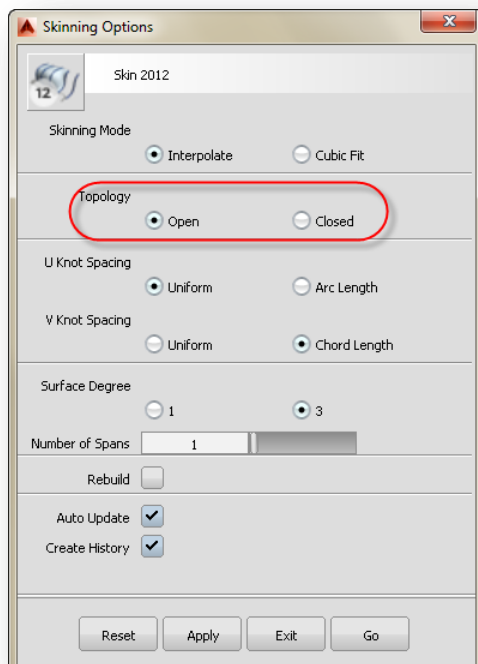 Skinning Options
Skin 2012
12
Skinning Mode
Interpolate Cubic Fit
Topology
Open Closed
U Knot Spacing
Uniform Arc Length
V Knot Spacing
Uniform Chord Length
Surface Degree
1 3
Number of Spans 1
Rebuild
Auto Update
Create History
Reset Apply Exit Go